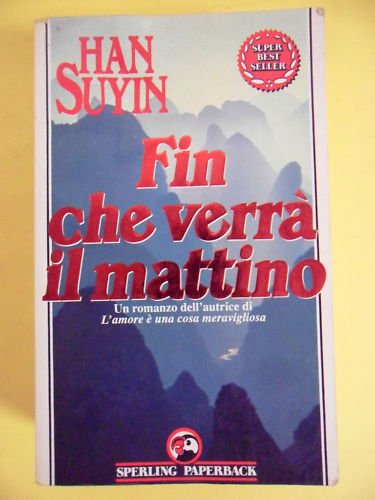 HAN
SUYIN
SUPER
BEST
SELLER
Fin
che verrà
il mattino
Un romanzo dell'autrice di
L'amore è una cosa meravigliosa
SPERLING PAPERBACK